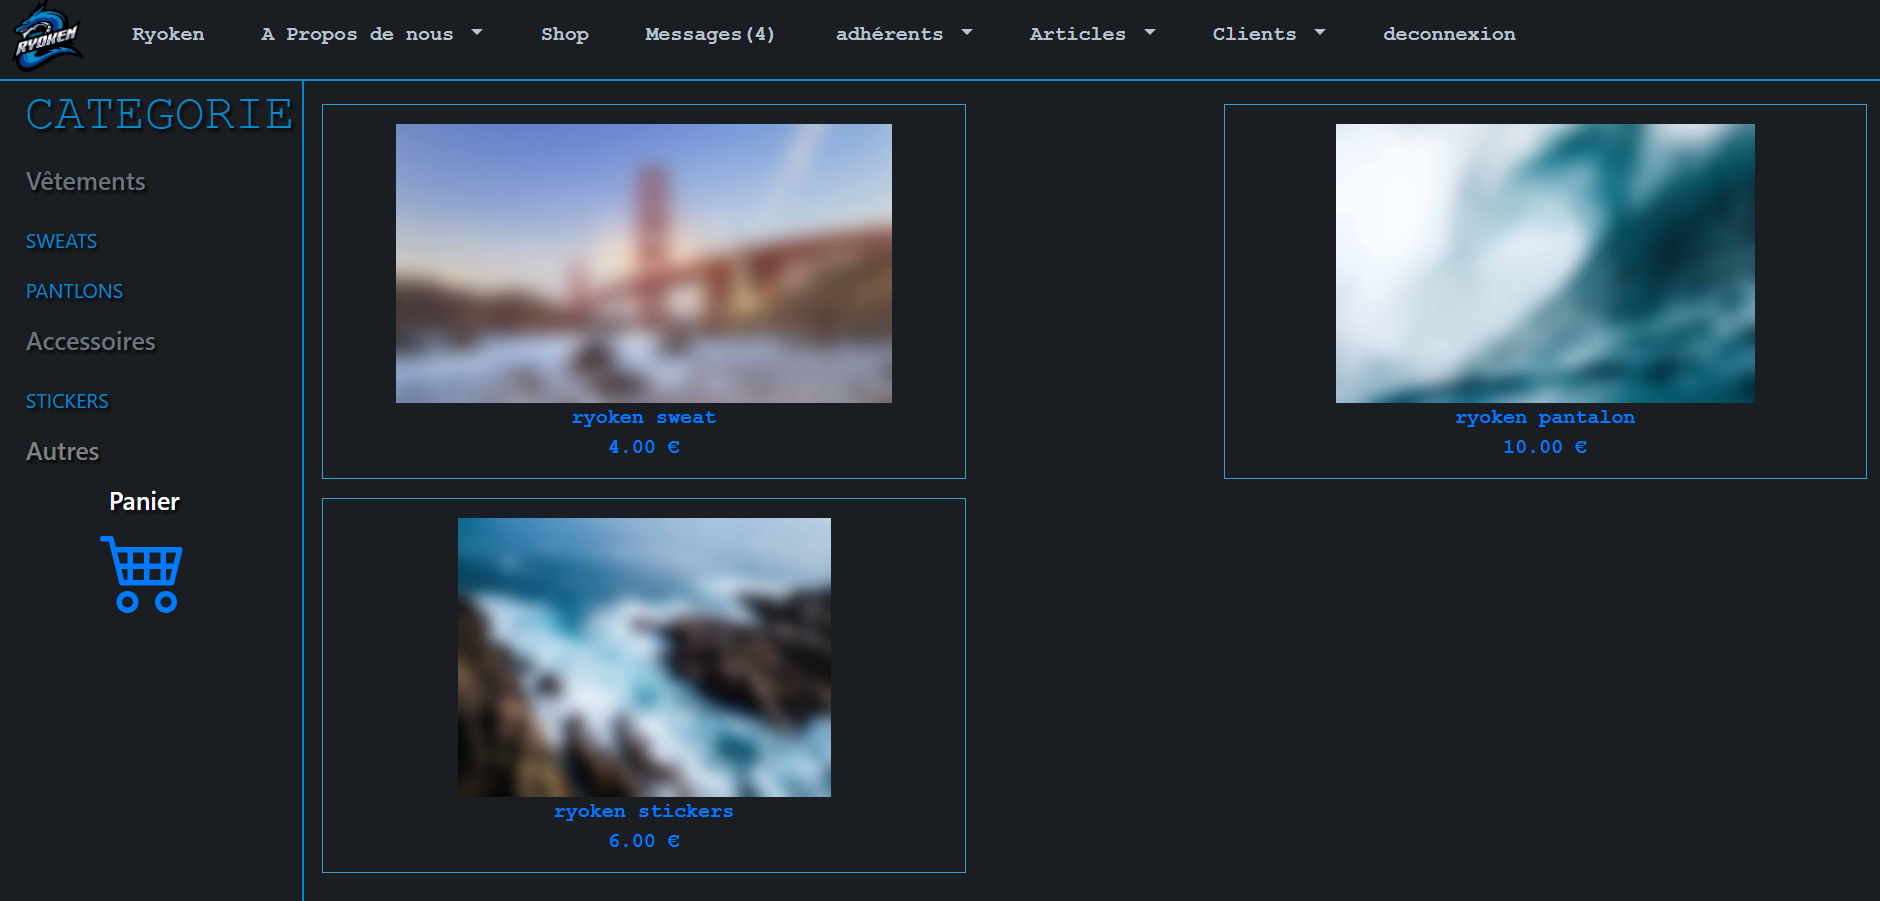 RYOKEN
Ryoken
A Propos de nous
Shop
Messages(4)
adhérents
Articles
Clients
deconnexion
CATEGORIE
Vêtements
SWEATS
PANTLONS
Accessoires
STICKERS
Autres
Panier
ryoken sweat
4.00 €
ryoken pantalon
10.00 €
ryoken stickers
6.00 €